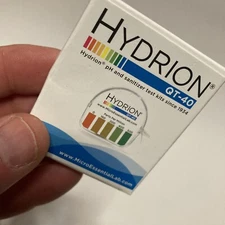 HYDRION®
QT-40
Hydrion® pH and sanitizer test kits since 1934
HYDRION
www.MicroEssentialLab.com